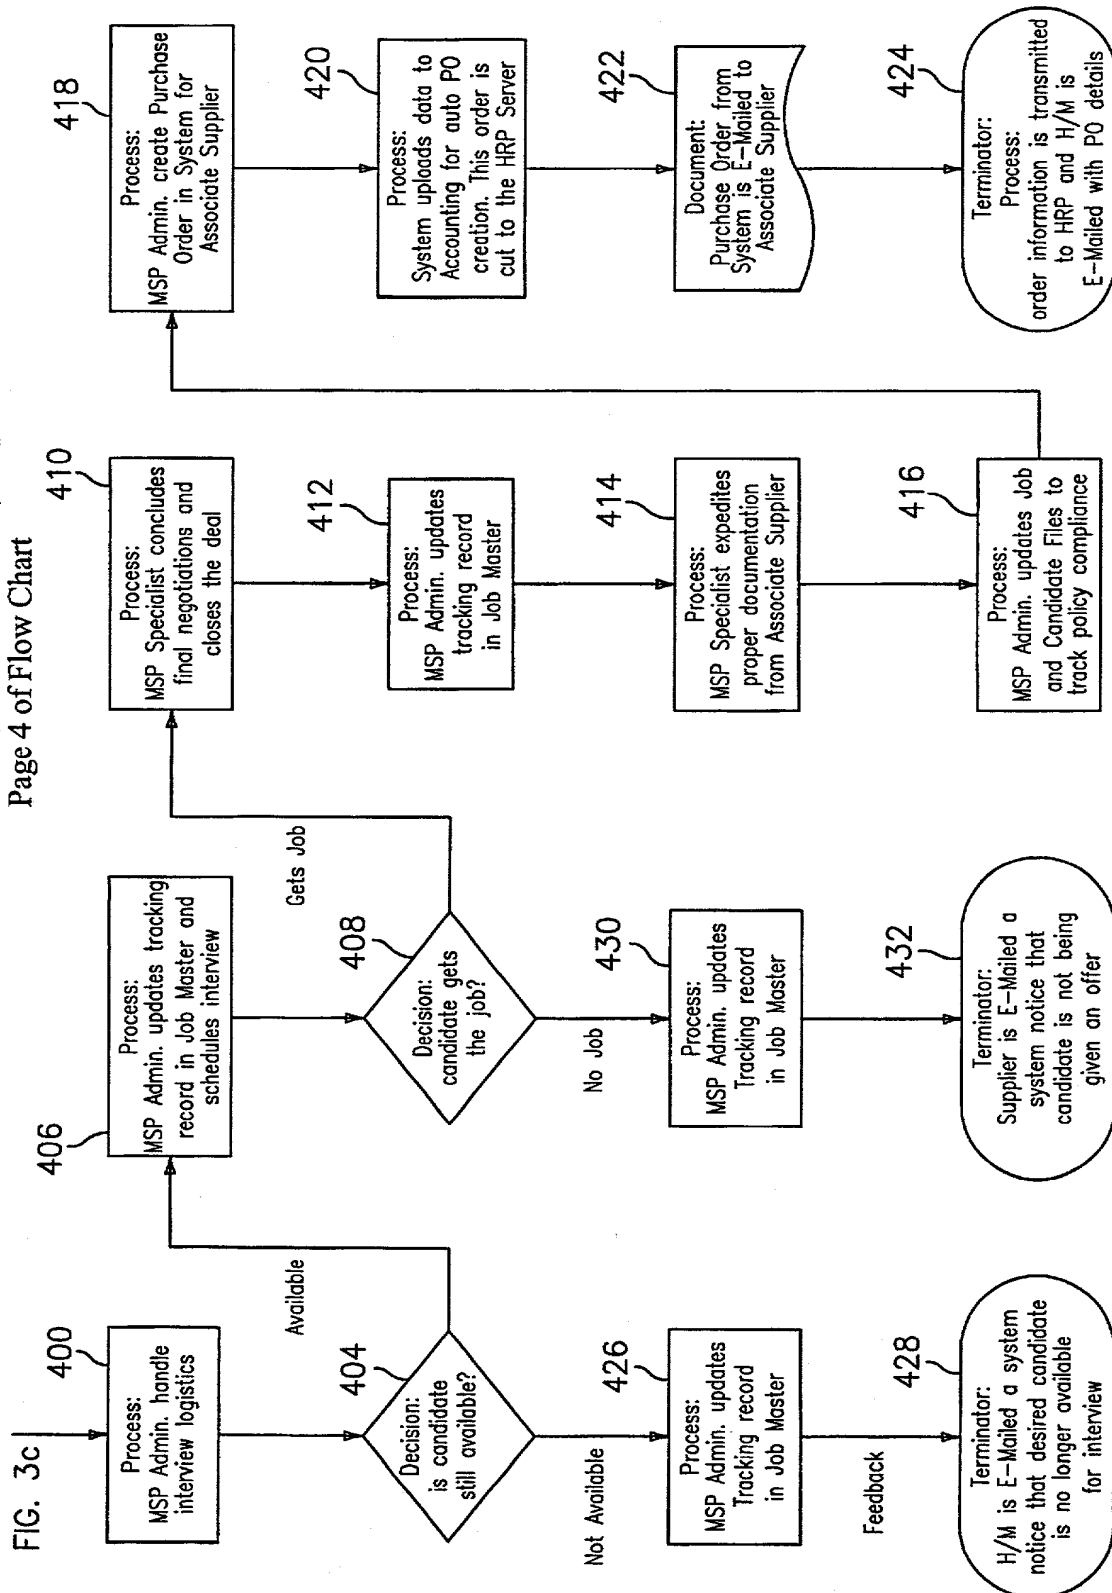 FIG. 3c
Page 4 of Flow Chart
400
Process:
MSP Admin. handle
interview logistics
404
Decision:
is candidate
still available?
Available
Not Available
426
Process:
MSP Admin. updates
Tracking record
in Job Master
Feedback
428
Terminator:
H/M is E-Mailed a system
notice that desired candidate
is no longer available
for interview
406
Process:
MSP Admin. updates tracking
record in Job Master and
schedules interview
408
Decision:
candidate gets
the job?
Gets Job
No Job
430
Process:
MSP Admin. updates
Tracking record
in Job Master
432
Terminator:
Supplier is E-Mailed a
system notice that
candidate is not being
given an offer
410
Process:
MSP Specialist concludes
final negotiations and
closes the deal
412
Process:
MSP Admin. updates
tracking record
in Job Master
414
Process:
MSP Specialist expedites
proper documentation
from Associate Supplier
416
Process:
MSP Admin. updates Job
and Candidate Files to
track policy compliance
418
Process:
MSP Admin. create Purchase
Order in System for
Associate Supplier
420
Process:
System uploads data to
Accounting for auto PO
creation. This order is
cut to the HRP Server
422
Document:
Purchase Order from
System is E-Mailed to
Associate Supplier
424
Terminator:
Process:
order information is transmitted
to HRP and H/M is
E-Mailed with PO details